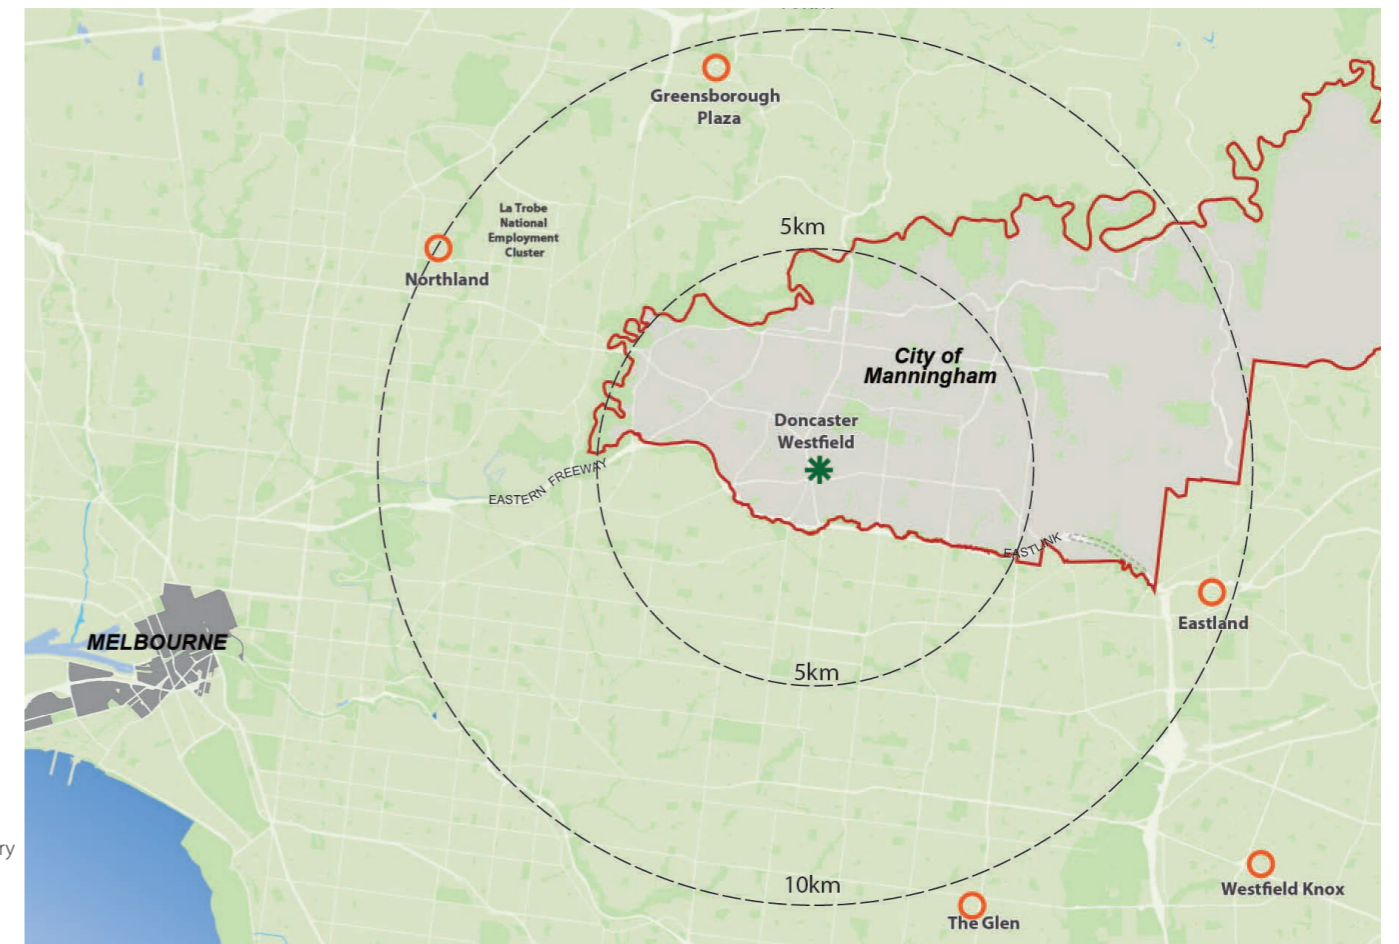 Greensborough
Plaza
La Trobe
National
Employment
Cluster
5km
Northland
City of
Manningham
Doncaster
Westfield
EASTERN FREEWAY
EASTLINK
Eastland
MELBOURNE
5km
ry
10km
Westfield Knox
The Glen